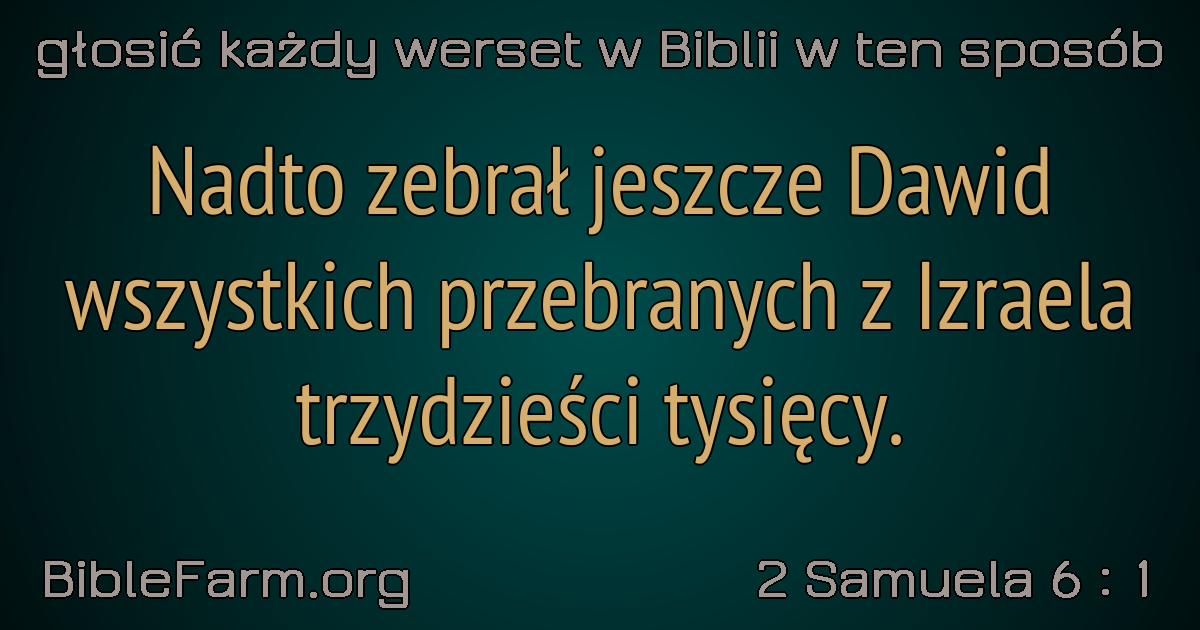 głosić każdy werset w Biblii w ten sposób
Nadto zebrał jeszcze Dawid
wszystkich przebranych z Izraela
trzydzieści tysięcy.
BibleFarm.org
2 Samuela 6 : 1